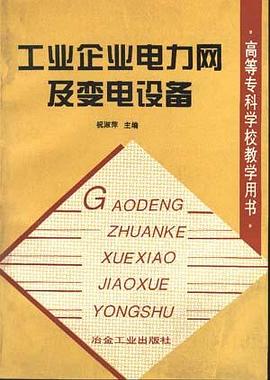 工业企业电力网
及变电设备
祝淑萍 主编
·高等专科学校教学用书·
GAODENG
ZHUANKE
XUEXIAO
JIAOXUE
YONGSHU
冶金工业出版社